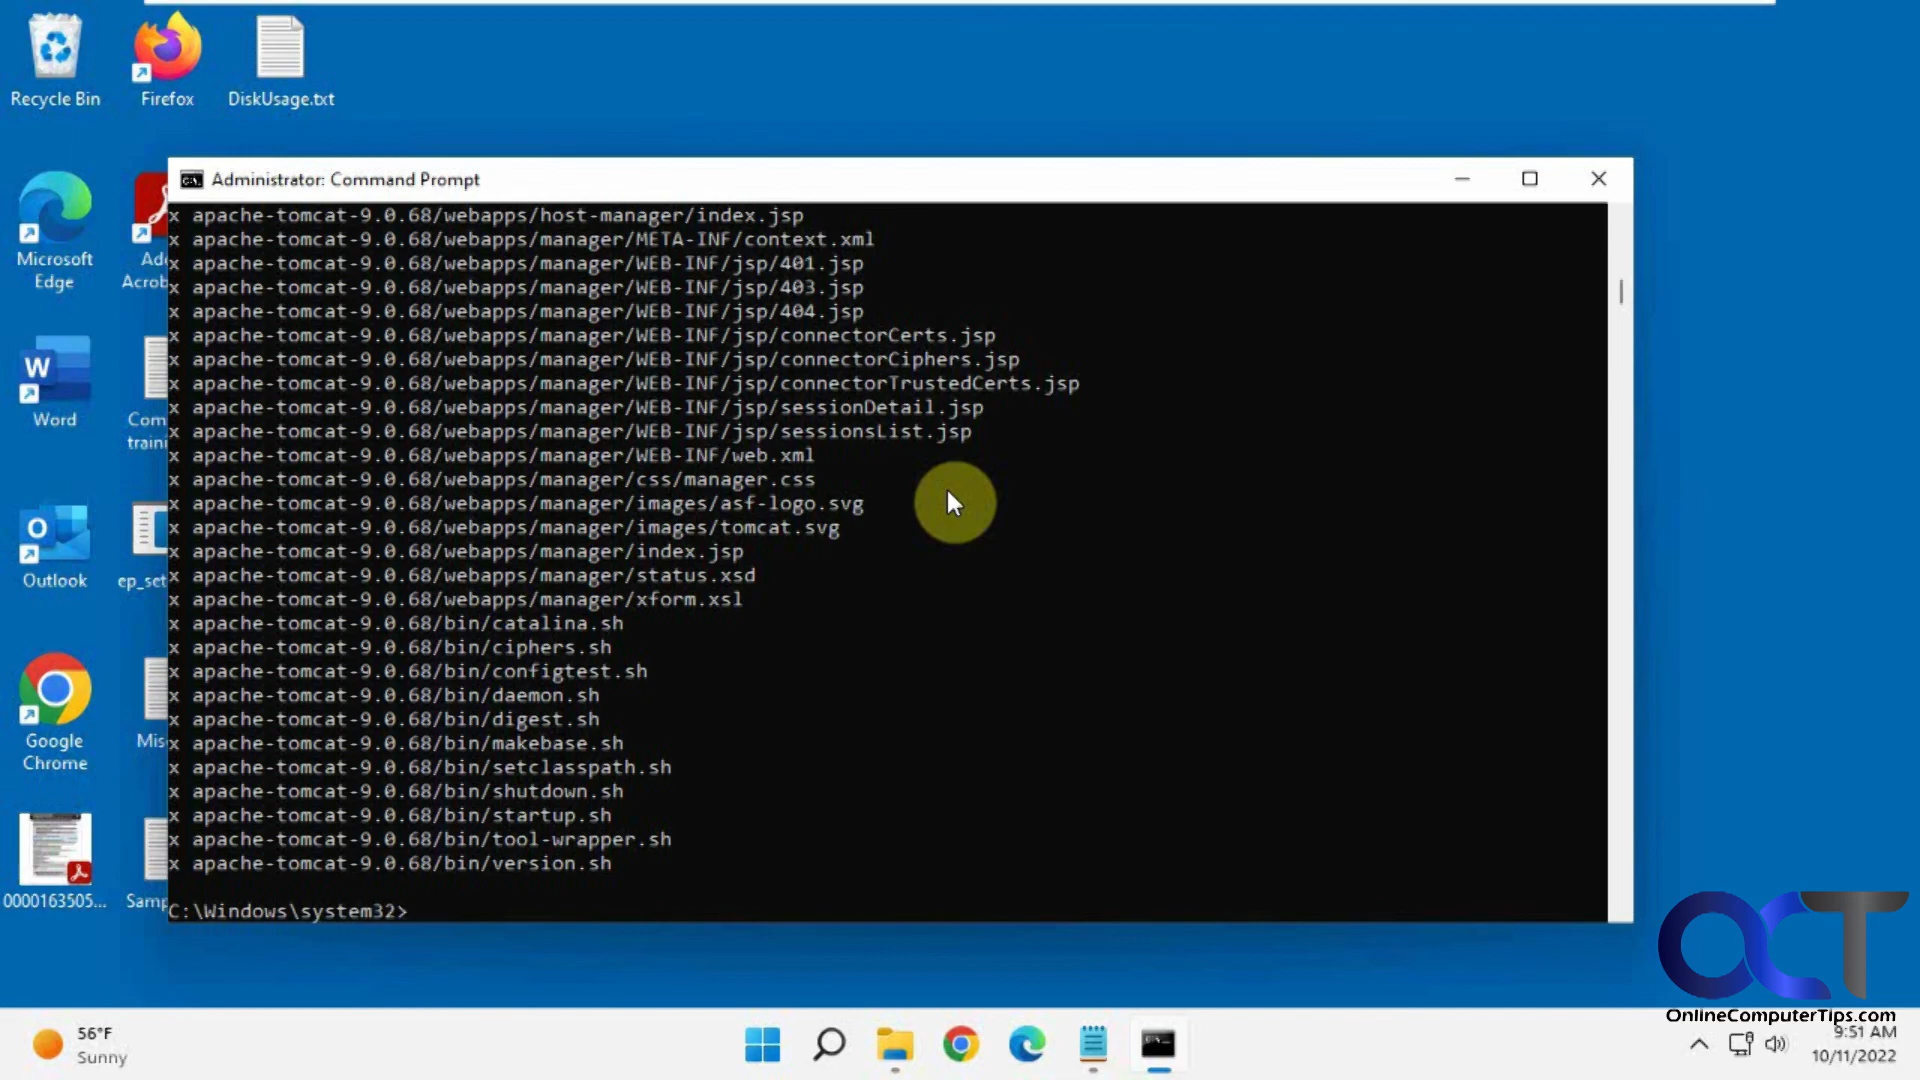 Recycle Bin
Firefox
DiskUsage.txt
Microsoft
Edge
Ado
Acrob
W
Word
Com
traini
O
Outlook
ep_set
Google
Chrome
Mis
0000163505...
Samp
Administrator: Command Prompt
x apache-tomcat-9.0.68/webapps/host-manager/index.jsp
x apache-tomcat-9.0.68/webapps/manager/META-INF/context.xml
x apache-tomcat-9.0.68/webapps/manager/WEB-INF/jsp/401.jsp
x apache-tomcat-9.0.68/webapps/manager/WEB-INF/jsp/403.jsp
x apache-tomcat-9.0.68/webapps/manager/WEB-INF/jsp/404.jsp
x apache-tomcat-9.0.68/webapps/manager/WEB-INF/jsp/connectorCerts.jsp
x apache-tomcat-9.0.68/webapps/manager/WEB-INF/jsp/connectorCiphers.jsp
x apache-tomcat-9.0.68/webapps/manager/WEB-INF/jsp/connectorTrustedCerts.jsp
x apache-tomcat-9.0.68/webapps/manager/WEB-INF/jsp/sessionDetail.jsp
x apache-tomcat-9.0.68/webapps/manager/WEB-INF/jsp/sessionsList.jsp
x apache-tomcat-9.0.68/webapps/manager/WEB-INF/web.xml
x apache-tomcat-9.0.68/webapps/manager/css/manager.css
x apache-tomcat-9.0.68/webapps/manager/images/asf-logo.svg
x apache-tomcat-9.0.68/webapps/manager/images/tomcat.svg
x apache-tomcat-9.0.68/webapps/manager/index.jsp
x apache-tomcat-9.0.68/webapps/manager/status.xsd
x apache-tomcat-9.0.68/webapps/manager/xform.xsl
x apache-tomcat-9.0.68/bin/catalina.sh
x apache-tomcat-9.0.68/bin/ciphers.sh
x apache-tomcat-9.0.68/bin/configtest.sh
x apache-tomcat-9.0.68/bin/daemon.sh
x apache-tomcat-9.0.68/bin/digest.sh
x apache-tomcat-9.0.68/bin/makebase.sh
x apache-tomcat-9.0.68/bin/setclasspath.sh
x apache-tomcat-9.0.68/bin/shutdown.sh
x apache-tomcat-9.0.68/bin/startup.sh
x apache-tomcat-9.0.68/bin/tool-wrapper.sh
x apache-tomcat-9.0.68/bin/version.sh
C:\Windows\system32>
OCT
OnlineComputerTips.com
56°F
Sunny
9:51 AM
10/11/2022